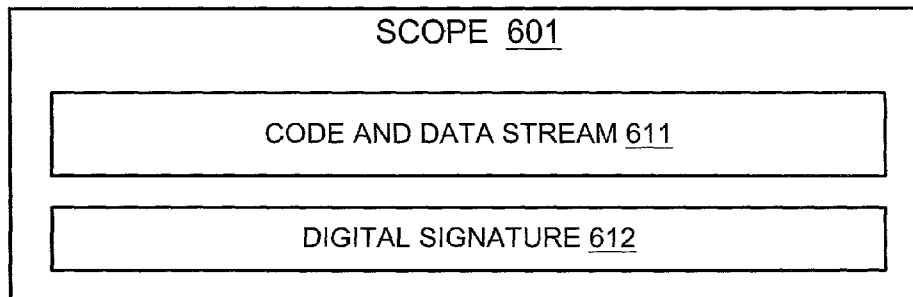 SCOPE 601
CODE AND DATA STREAM 611
DIGITAL SIGNATURE 612